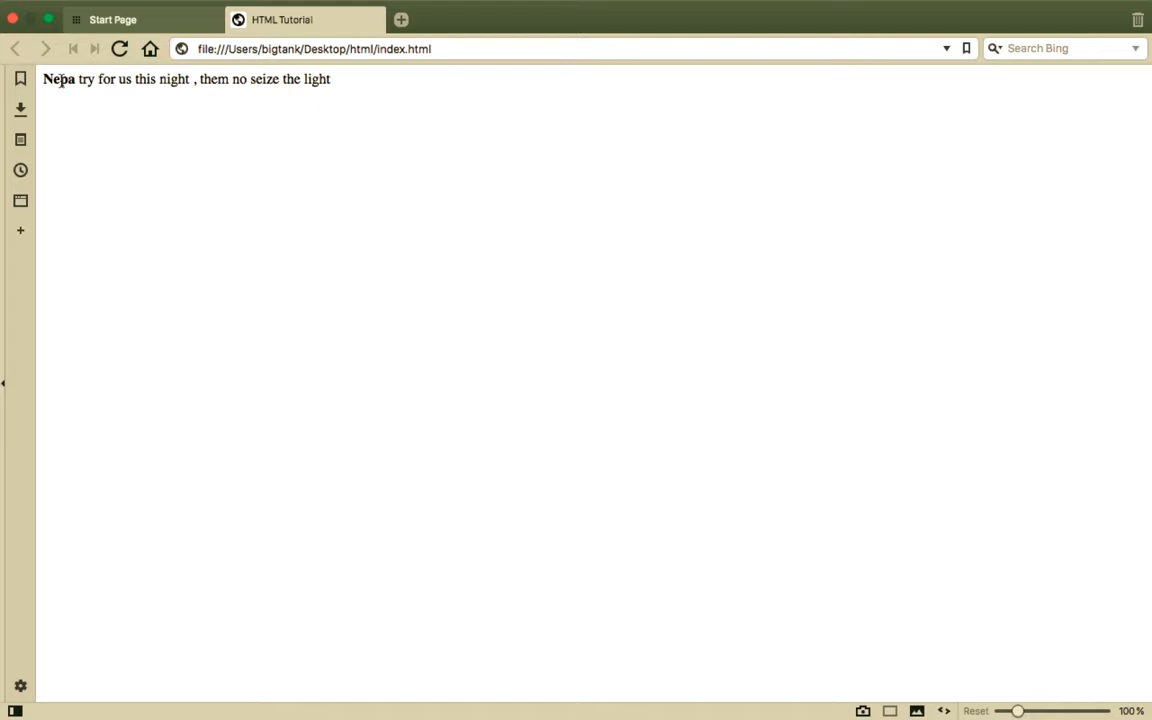 Start Page
HTML Tutorial
file:///Users/bigtank/Desktop/html/index.html
Search Bing
Nepa try for us this night , them no seize the light
Reset
100 %